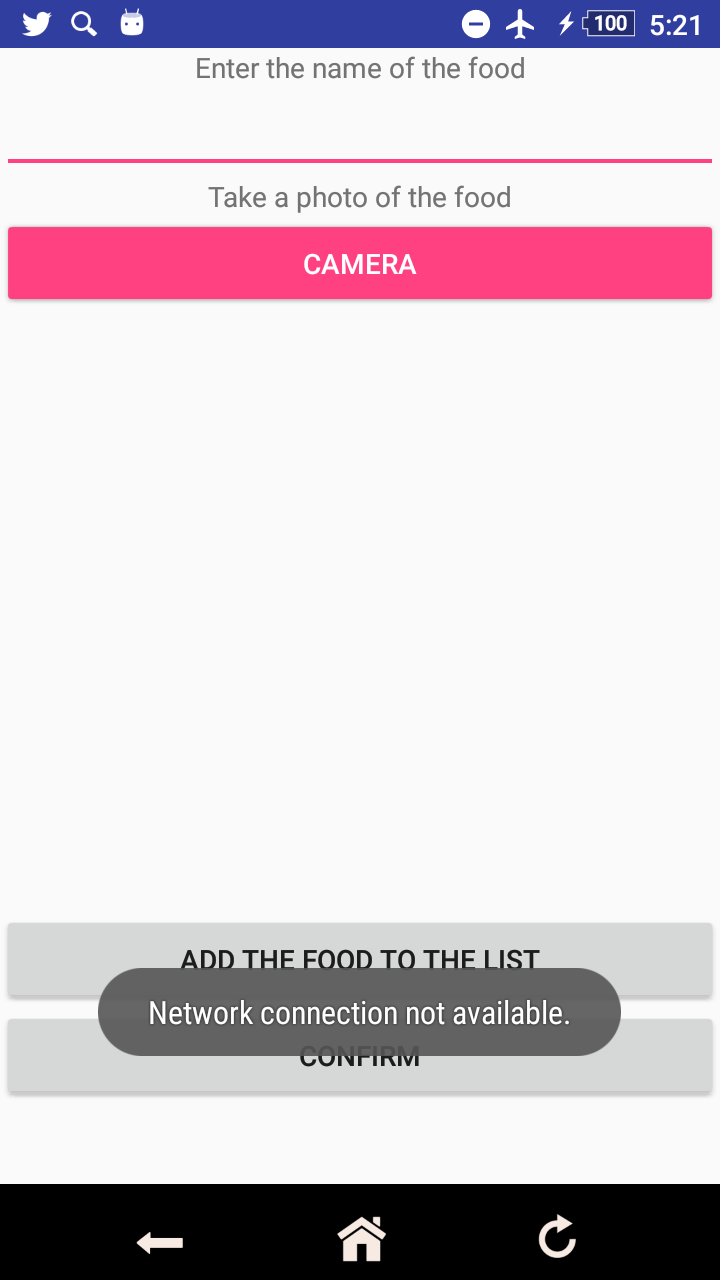 100 5:21
Enter the name of the food
Take a photo of the food
CAMERA
ADD THE FOOD TO THE LIST
Network connection not available.
CONFIRM